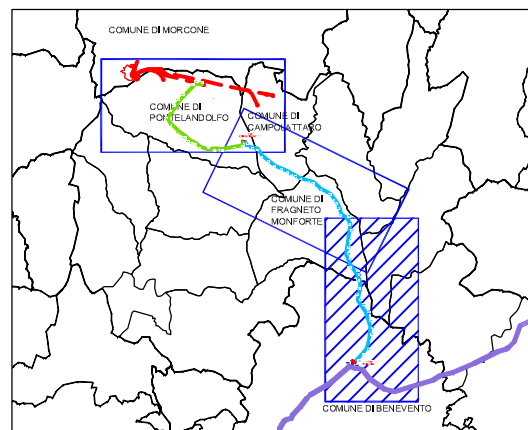 COMUNE DI MORCONE
COMUNE DI
PONTELANDOLFO
COMUNE DI
CAMPOLATTARO
COMUNE DI
FRAGNETO
MONFORTE
COMUNE DI BENEVENTO